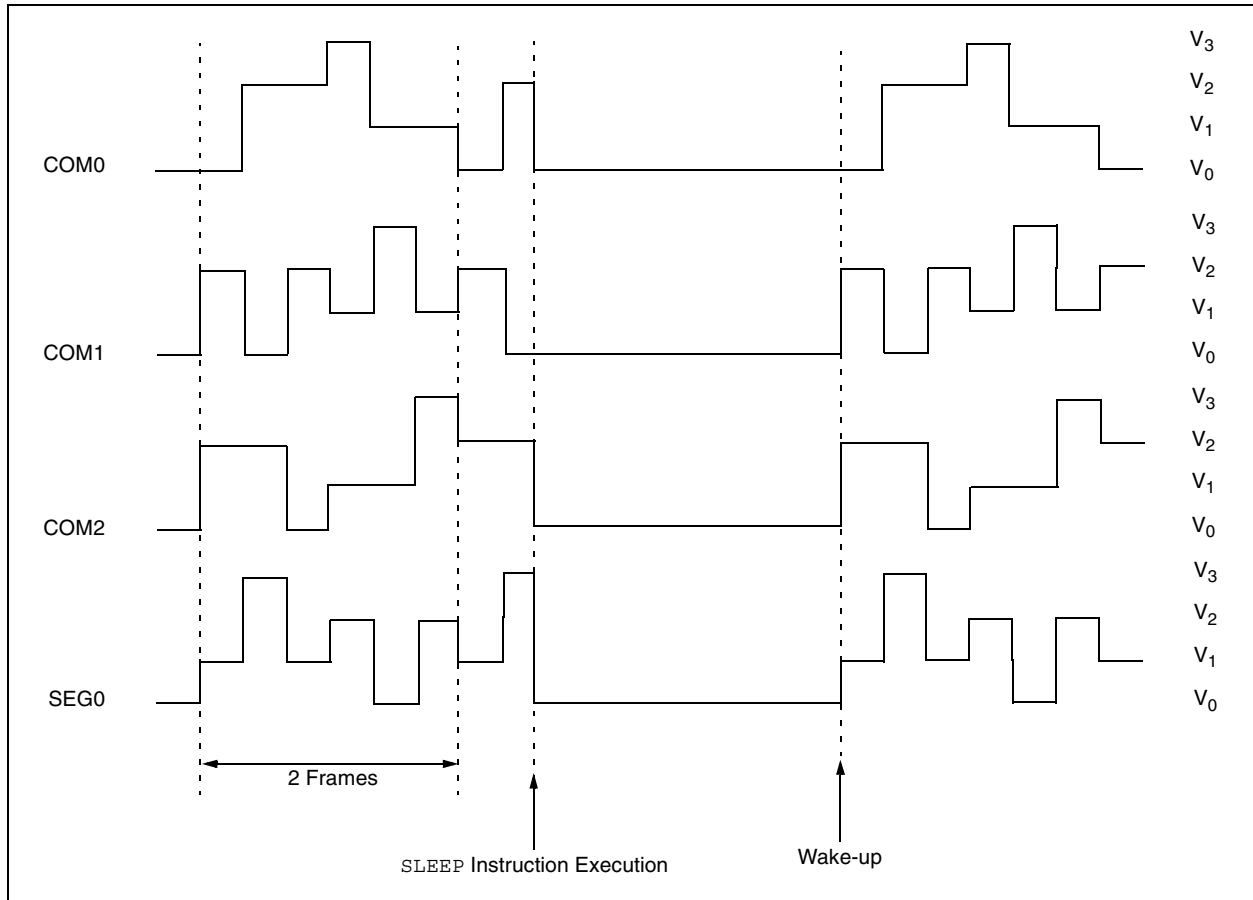 V3
V2
V1
COM0 V0
V3
V2
V1
COM1 V0
V3
V2
V1
COM2 V0
V3
V2
V1
SEG0 V0
2 Frames
SLEEP Instruction Execution
Wake-up